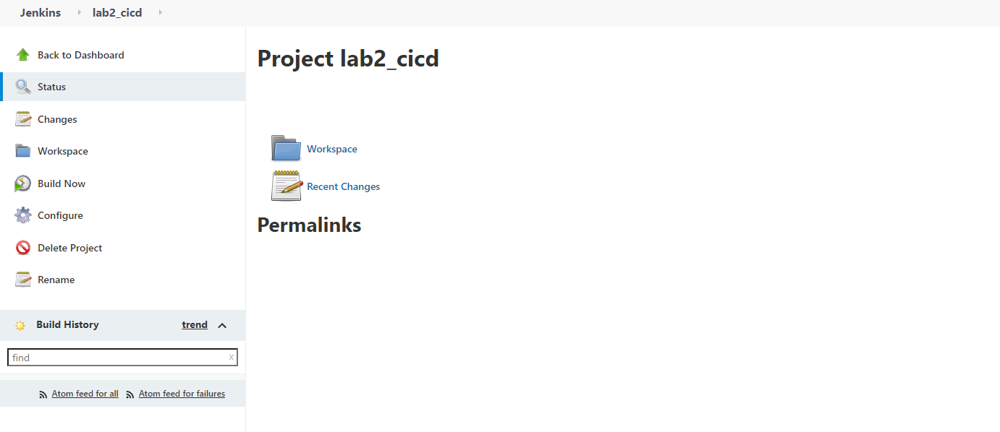 Jenkins lab2_cicd
Back to Dashboard
Status
Changes
Workspace
Build Now
Configure
Delete Project
Rename
Build History trend
find x
Atom feed for all Atom feed for failures
Project lab2_cicd
Workspace
Recent Changes
Permalinks